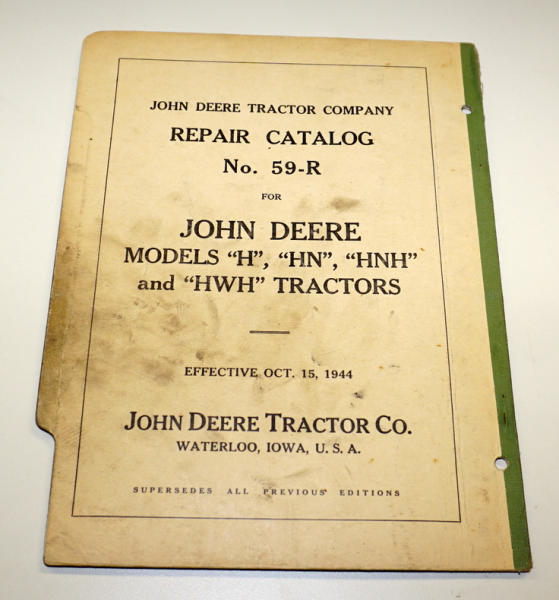 JOHN DEERE TRACTOR COMPANY
REPAIR CATALOG
No. 59-R
FOR
JOHN DEERE
MODELS "H", "HN", "HNH"
and "HWH" TRACTORS
EFFECTIVE OCT. 15, 1944
JOHN DEERE TRACTOR CO.
WATERLOO, IOWA, U. S. A.
SUPERSEDES ALL PREVIOUS EDITIONS